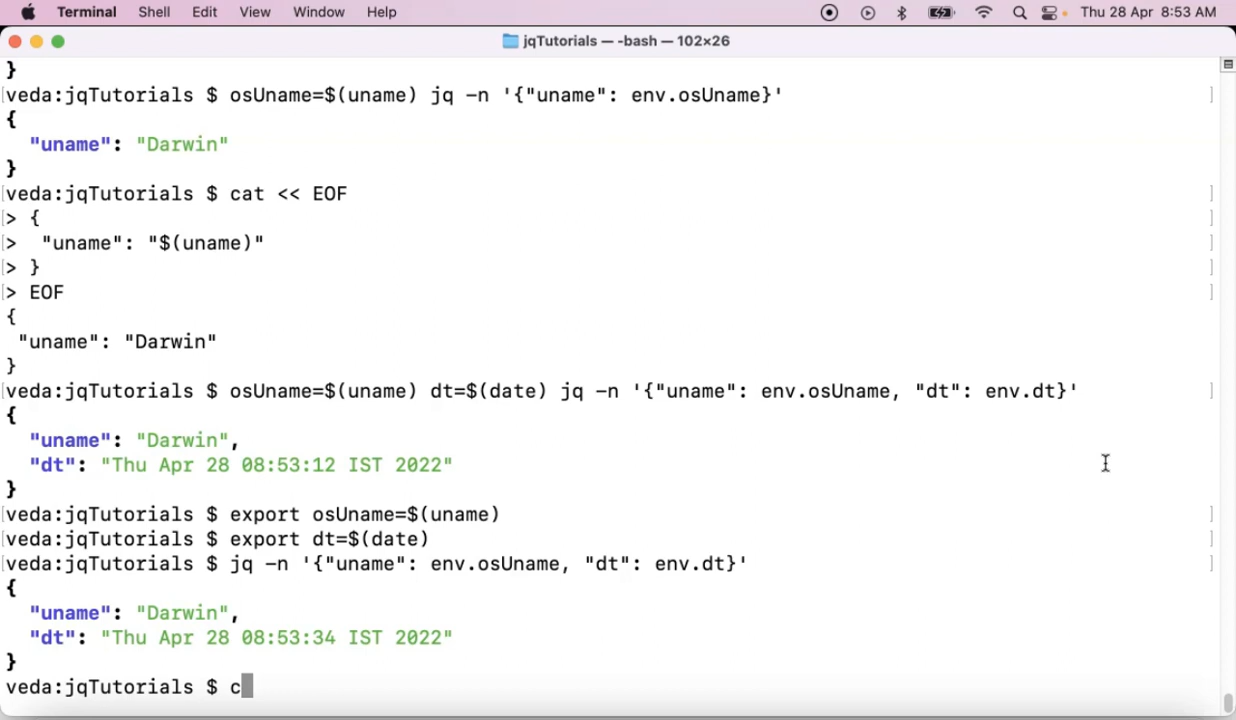 Terminal Shell Edit View Window Help Thu 28 Apr 8:53 AM
jqTutorials — -bash — 102×26
}
veda:jqTutorials $ osUname=$(uname) jq -n '{"uname": env.osUname}'
{
  "uname": "Darwin"
}
veda:jqTutorials $ cat << EOF
> {
>  "uname": "$(uname)"
> }
> EOF
{
 "uname": "Darwin"
}
veda:jqTutorials $ osUname=$(uname) dt=$(date) jq -n '{"uname": env.osUname, "dt": env.dt}'
{
  "uname": "Darwin",
  "dt": "Thu Apr 28 08:53:12 IST 2022"
}
veda:jqTutorials $ export osUname=$(uname)
veda:jqTutorials $ export dt=$(date)
veda:jqTutorials $ jq -n '{"uname": env.osUname, "dt": env.dt}'
{
  "uname": "Darwin",
  "dt": "Thu Apr 28 08:53:34 IST 2022"
}
veda:jqTutorials $ c